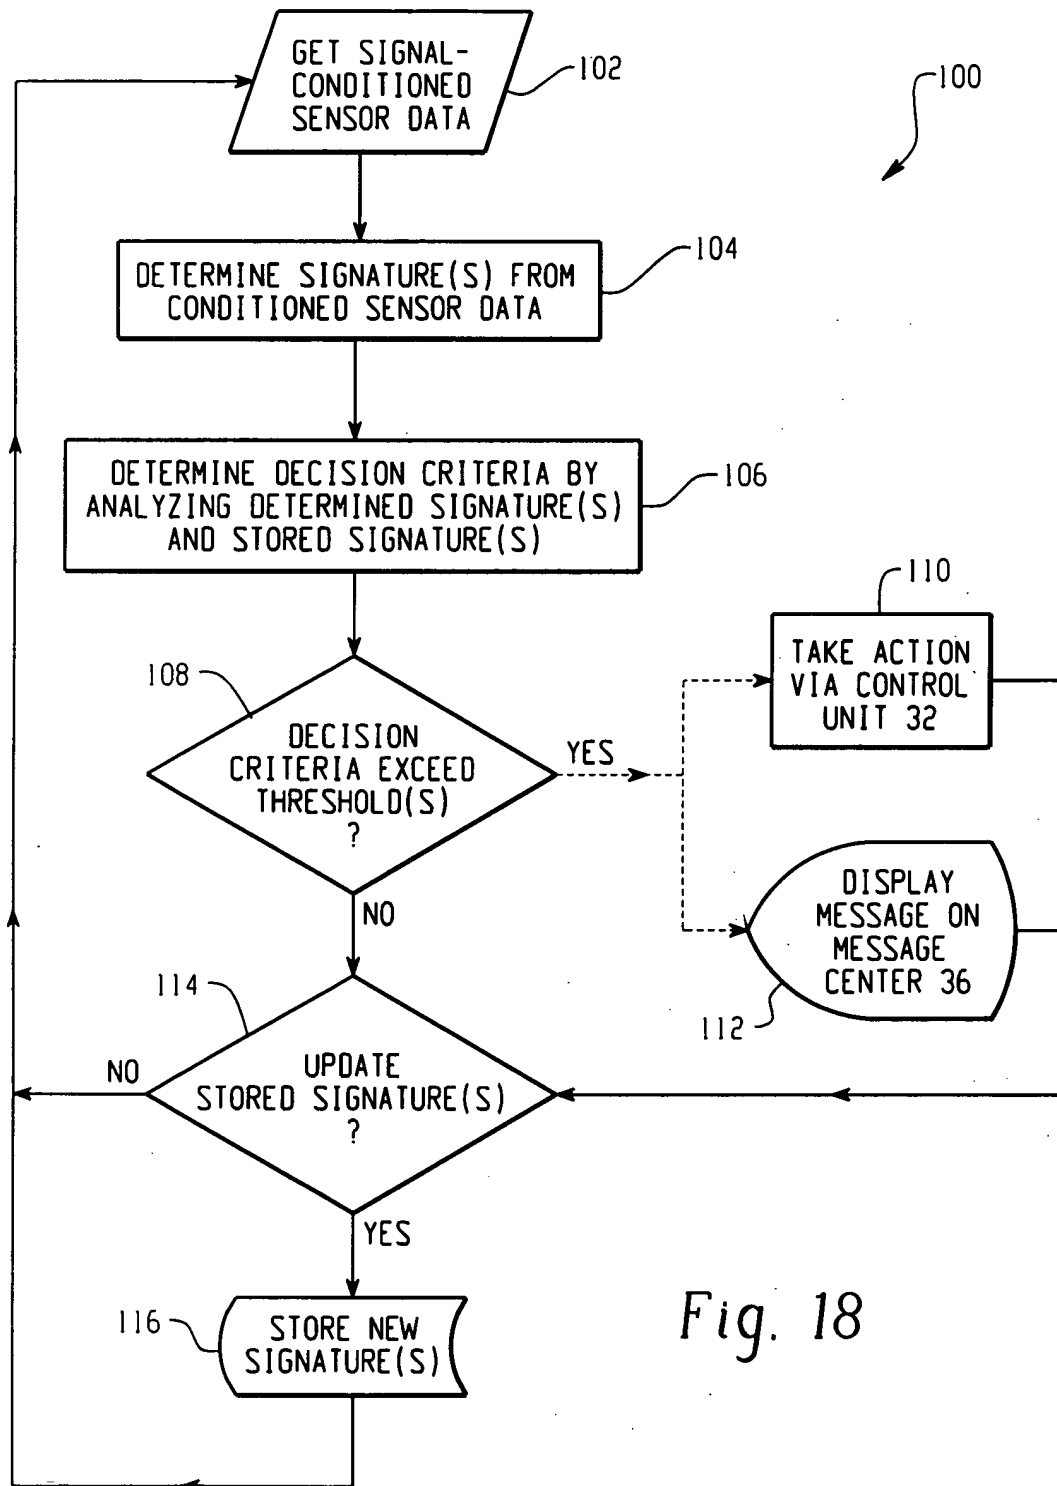 GET SIGNAL-
CONDITIONED
SENSOR DATA
102
100
DETERMINE SIGNATURE(S) FROM
CONDITIONED SENSOR DATA
104
DETERMINE DECISION CRITERIA BY
ANALYZING DETERMINED SIGNATURE(S)
AND STORED SIGNATURE(S)
106
108
DECISION
CRITERIA EXCEED
THRESHOLD(S)
?
YES
NO
110
TAKE ACTION
VIA CONTROL
UNIT 32
DISPLAY
MESSAGE ON
MESSAGE
CENTER 36
112
114
UPDATE
STORED SIGNATURE(S)
?
NO
YES
116
STORE NEW
SIGNATURE(S)
Fig. 18